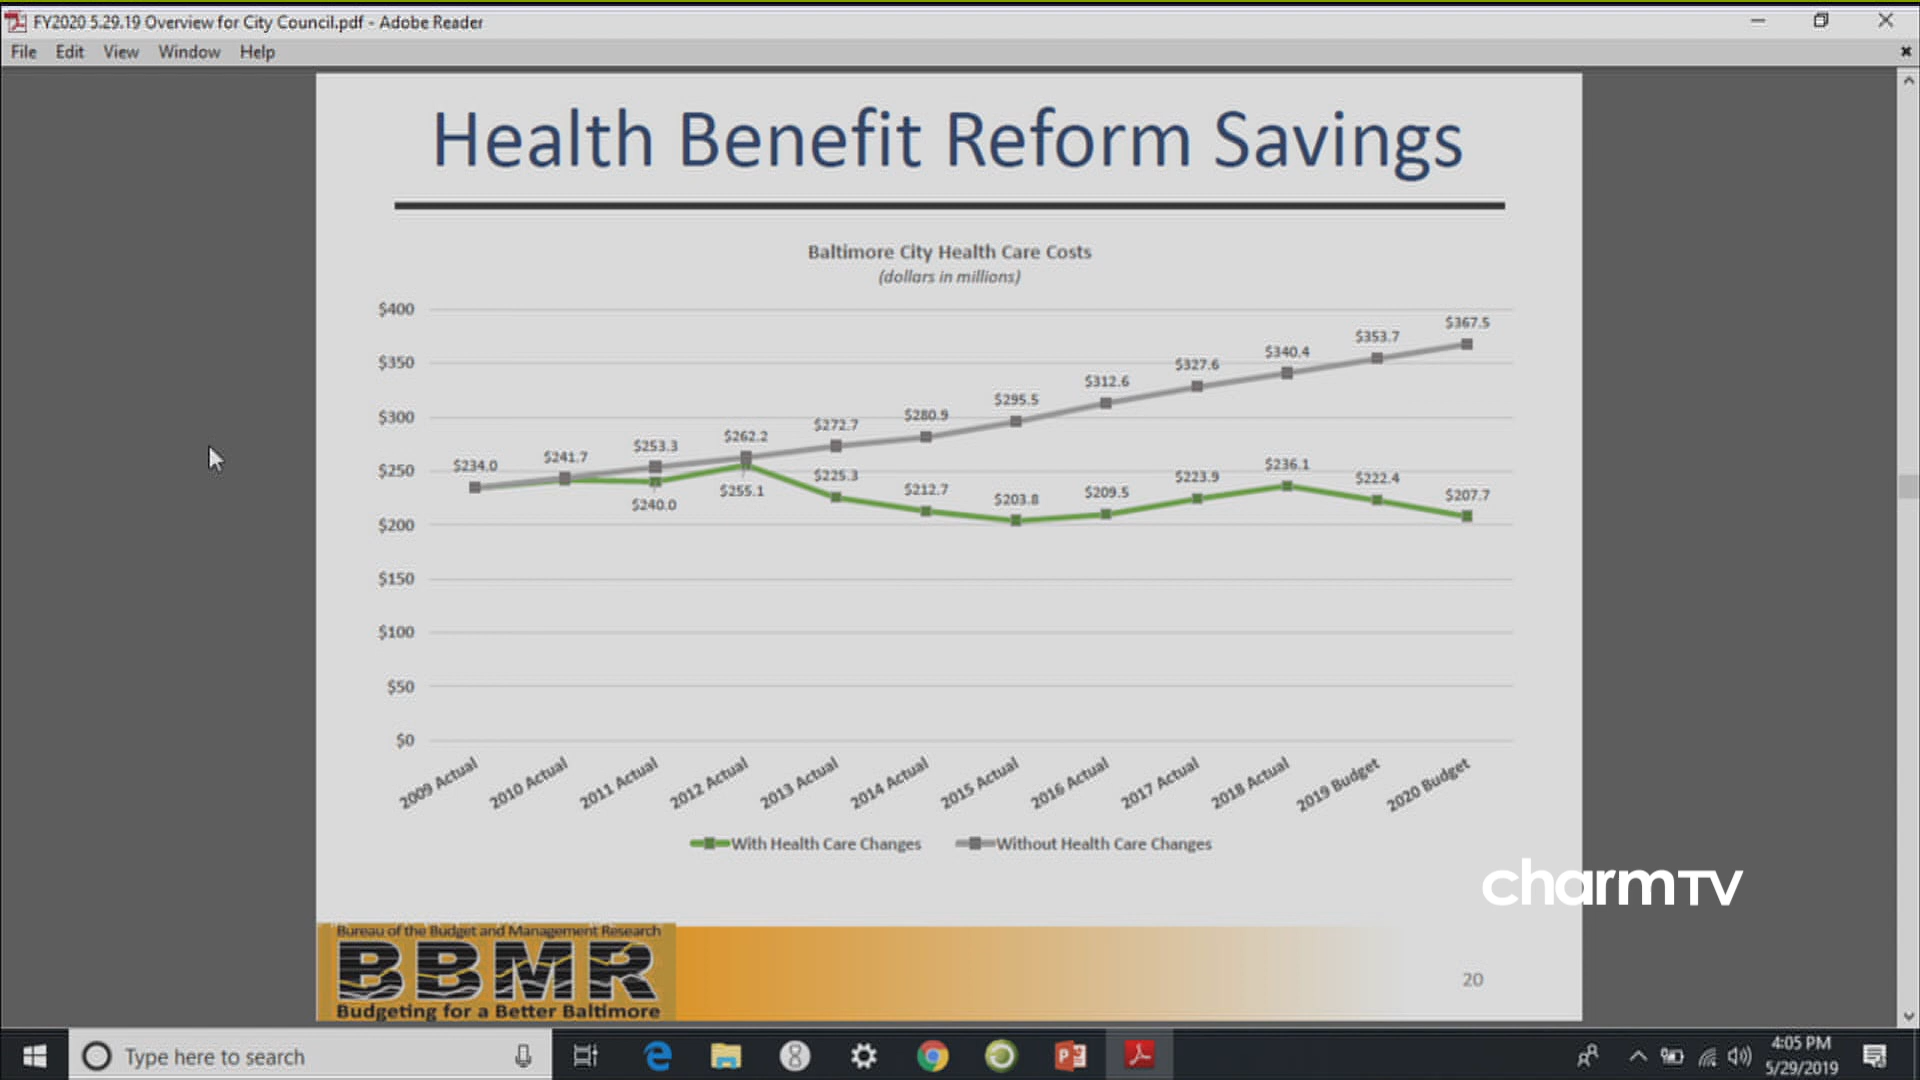 FY2020 5.29.19 Overview for City Council.pdf - Adobe Reader
File Edit View Window Help
Health Benefit Reform Savings
Baltimore City Health Care Costs
(dollars in millions)
$400
$350
$300
$250
$200
$150
$100
$50
$0
$234.0 $241.7 $253.3 $262.2 $272.7 $280.9 $295.5 $312.6 $327.6 $340.4 $353.7 $367.5
$240.0 $255.1 $225.3 $212.7 $203.8 $209.5 $223.9 $236.1 $222.4 $207.7
2009 Actual 2010 Actual 2011 Actual 2012 Actual 2013 Actual 2014 Actual 2015 Actual 2016 Actual 2017 Actual 2018 Actual 2019 Budget 2020 Budget
With Health Care Changes Without Health Care Changes
charmTV
Bureau of the Budget and Management Research
BBMR
Budgeting for a Better Baltimore
20
Type here to search
4:05 PM
5/29/2019